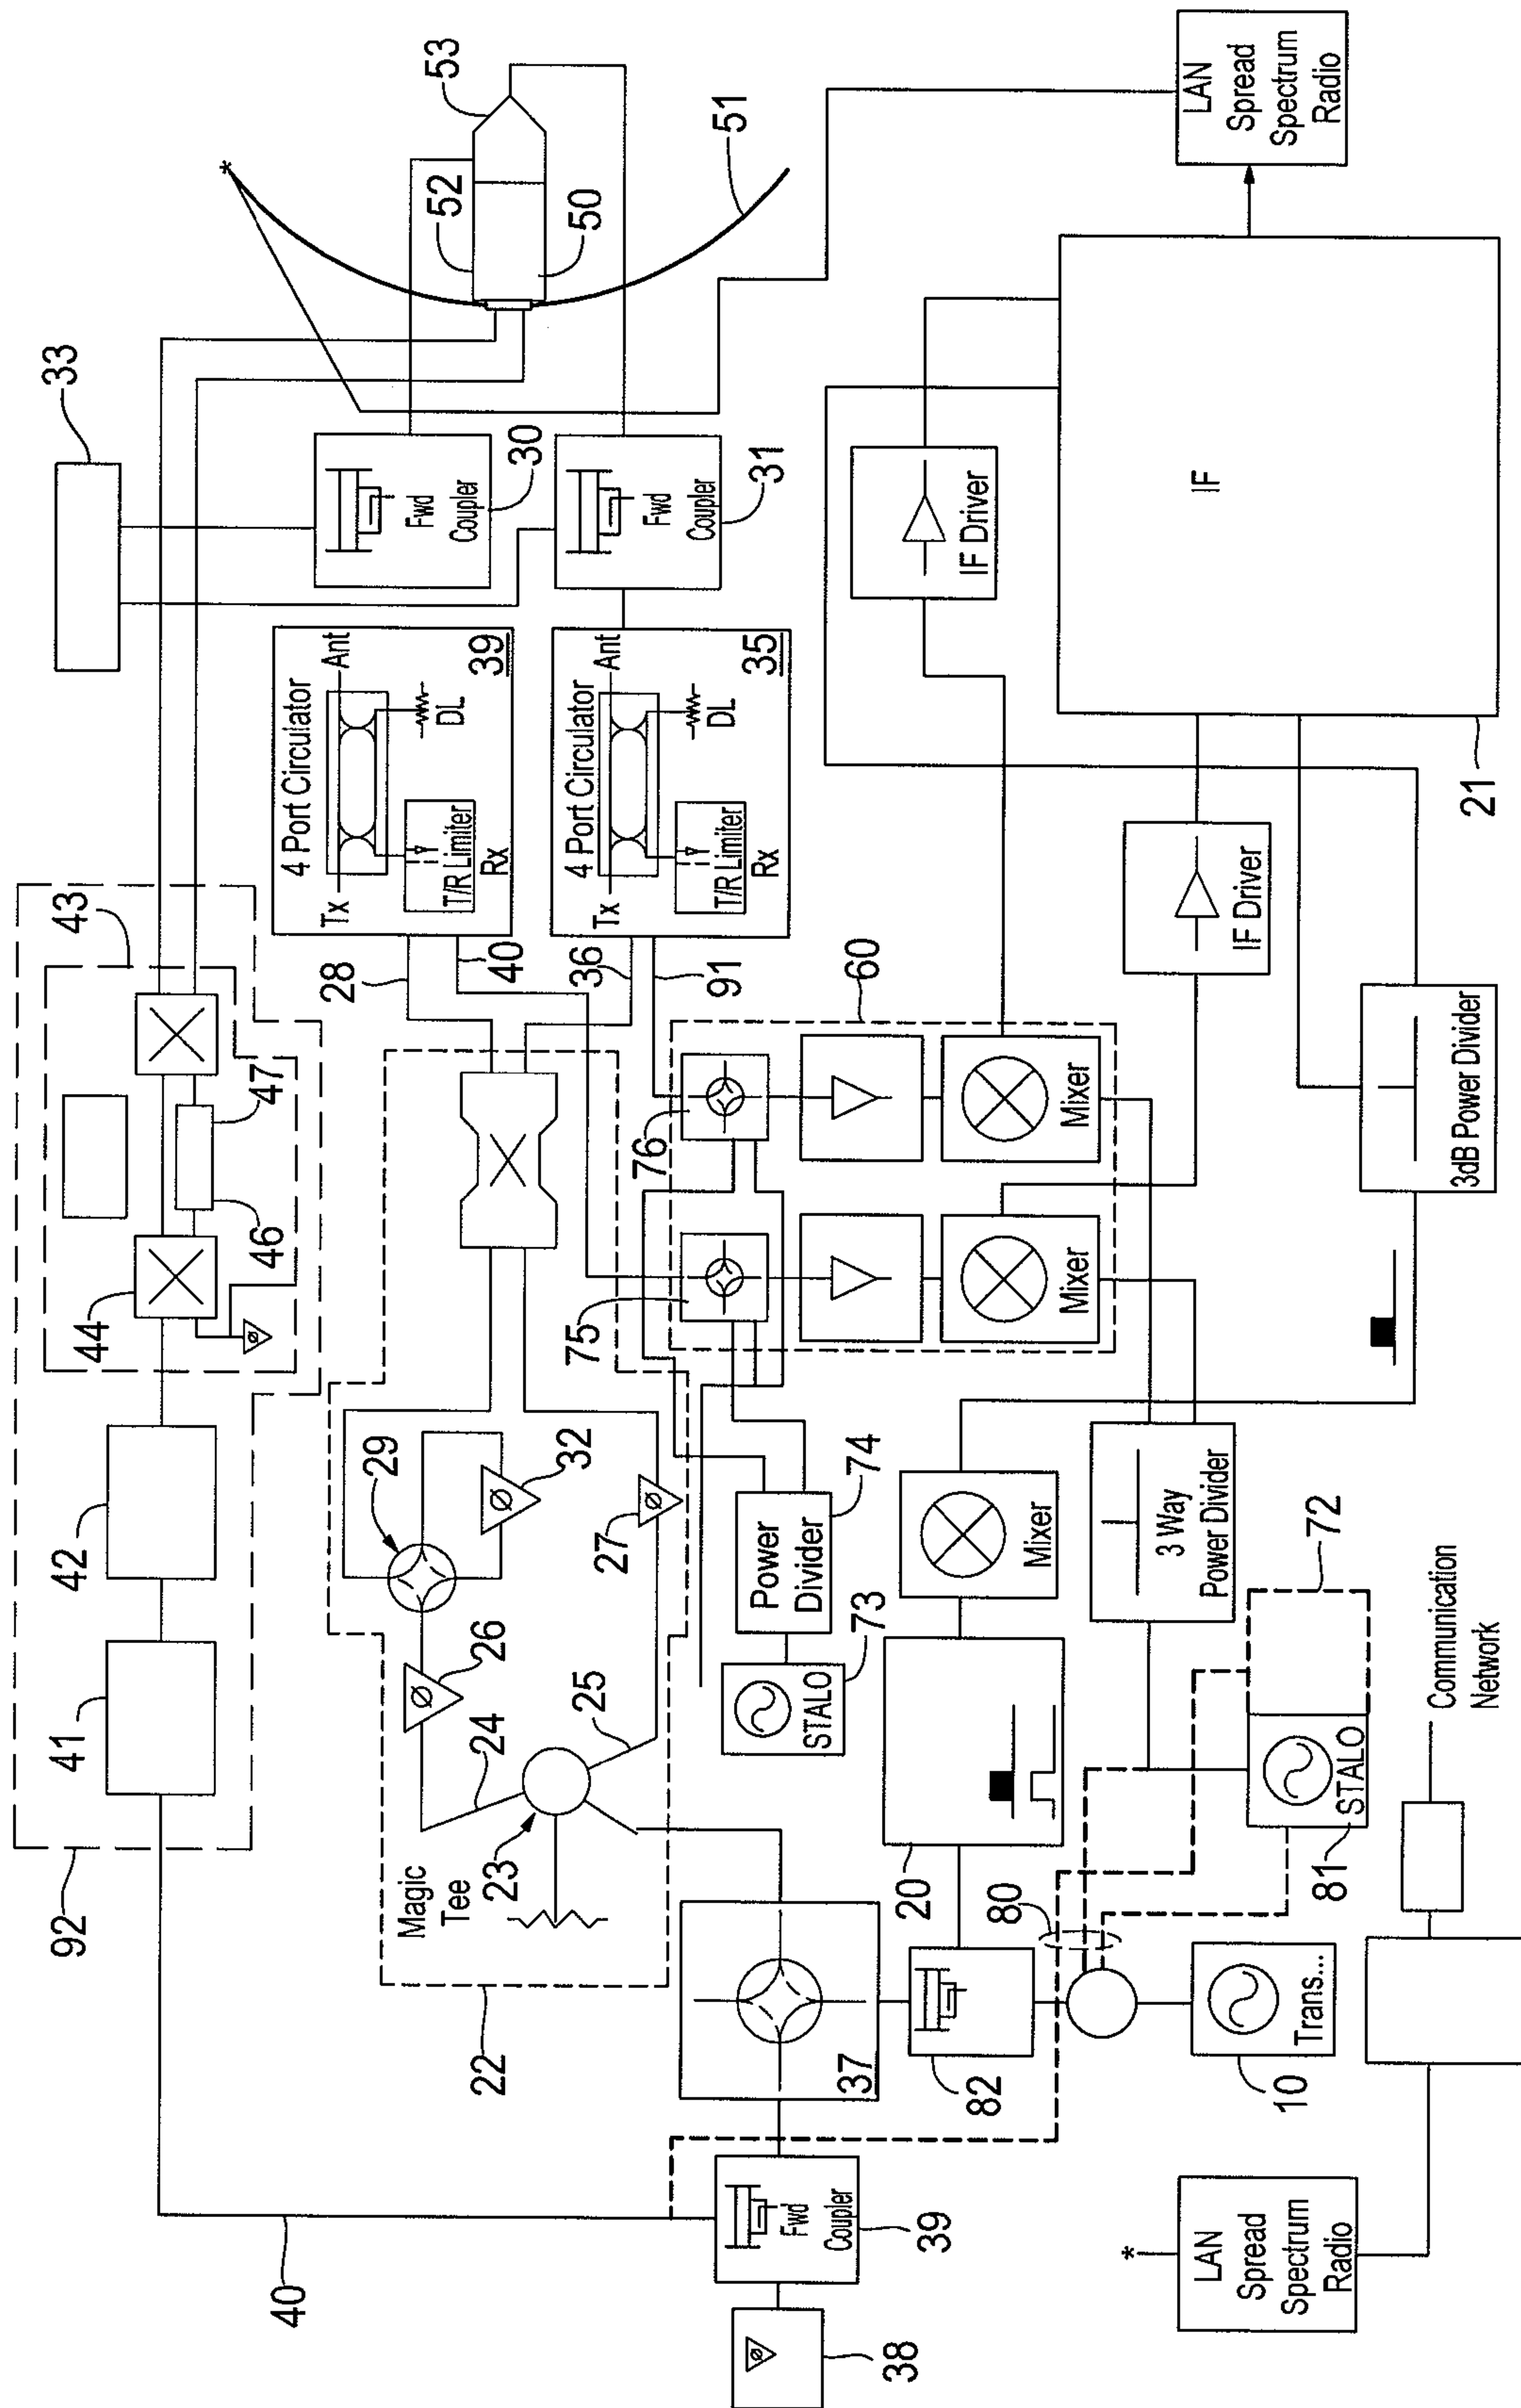 33
53
52
50
51
*
LAN
Spread
Spectrum
Radio
Fwd
Coupler
30
Fwd
Coupler
31
4 Port Circulator
Tx
Ant
T/R Limiter
Rx
DL
39
4 Port Circulator
Tx
Ant
T/R Limiter
Rx
DL
35
IF Driver
IF
21
IF Driver
3dB Power Divider
43
47
46
44
42
41
92
28
40
36
91
60
76
75
Mixer
Mixer
29
32
27
26
24
25
23
Magic
Tee
22
Power
Divider
74
STALO
73
Mixer
3 Way
Power Divider
72
20
80
STALO
81
Communication
Network
37
82
Trans...
10
40
Fwd
Coupler
39
38
*
LAN
Spread
Spectrum
Radio